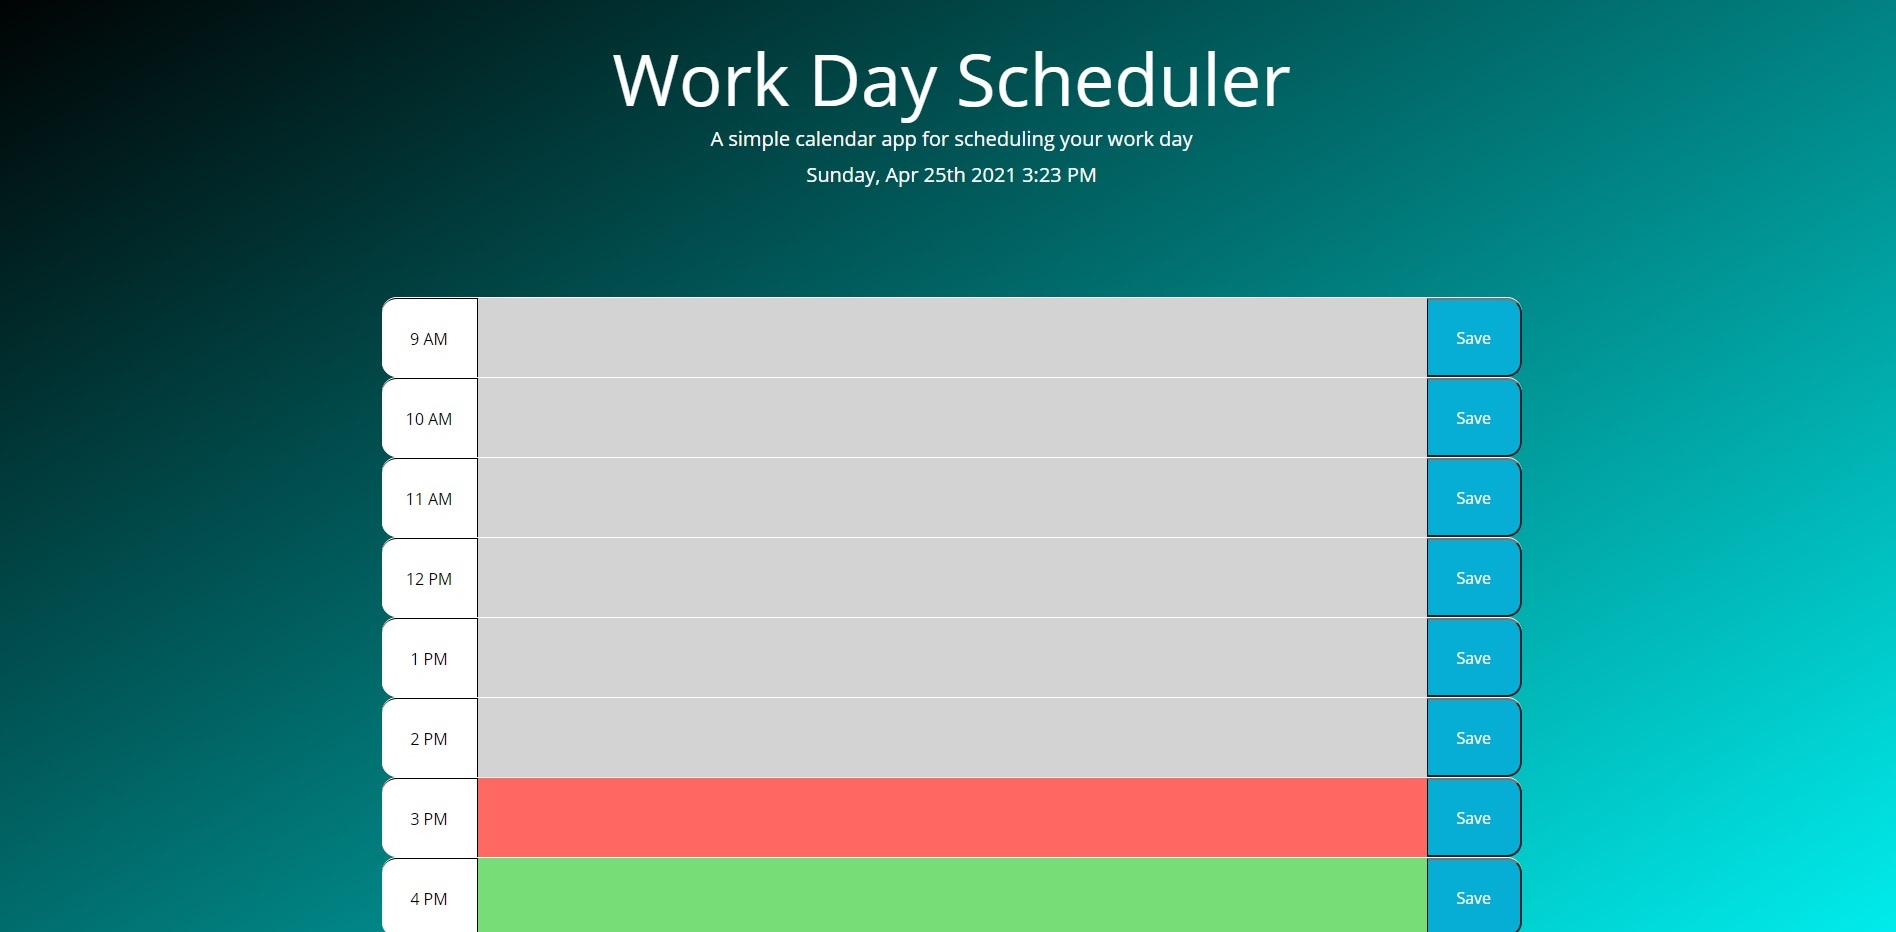 Work Day Scheduler
A simple calendar app for scheduling your work day
Sunday, Apr 25th 2021 3:23 PM
9 AM Save
10 AM Save
11 AM Save
12 PM Save
1 PM Save
2 PM Save
3 PM Save
4 PM Save